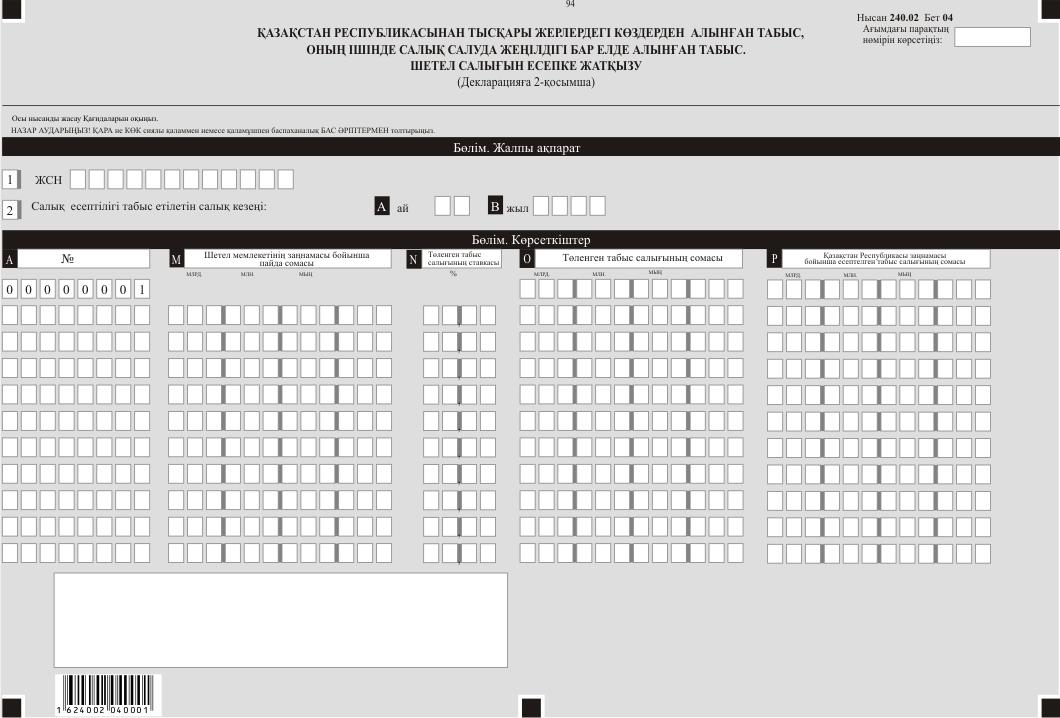 94
Нысан 240.02 Бет 04
Ағымдағы парақтың
нөмірін көрсетіңіз:
ҚАЗАҚСТАН РЕСПУБЛИКАСЫНАН ТЫСҚАРЫ ЖЕРЛЕРДЕГІ КӨЗДЕРДЕН АЛЫНҒАН ТАБЫС,
ОНЫҢ ІШІНДЕ САЛЫҚ САЛУДА ЖЕҢІЛДІГІ БАР ЕЛДЕ АЛЫНҒАН ТАБЫС.
ШЕТЕЛ САЛЫҒЫН ЕСЕПКЕ ЖАТҚЫЗУ
(Декларацияға 2-қосымша)
Осы нысанды жасау Қағидаларын оқыңыз.
НАЗАР АУДАРЫҢЫЗ! ҚАРА не КӨК сиялы қаламмен немесе қаламұшпен баспаханалық БАС ӘРІПТЕРМЕН толтырыңыз.
Бөлім. Жалпы ақпарат
1 ЖСН
2 Салық есептілігі табыс етілетін салық кезеңі: A ай B жыл
Бөлім. Көрсеткіштер
A №
M Шетел мемлекетінің заңнамасы бойынша
пайда сомасы
N Төленген табыс
салығының ставкасы
O Төленген табыс салығының сомасы
P Қазақстан Республикасы заңнамасы
бойынша есептелген табыс салығының сомасы
МЛРД. МЛН. МЫҢ % МЛРД. МЛН. МЫҢ МЛРД. МЛН. МЫҢ
0 0 0 0 0 0 0 1
, 
,
,
,
,
,
,
,
,
,
1 624002 040001